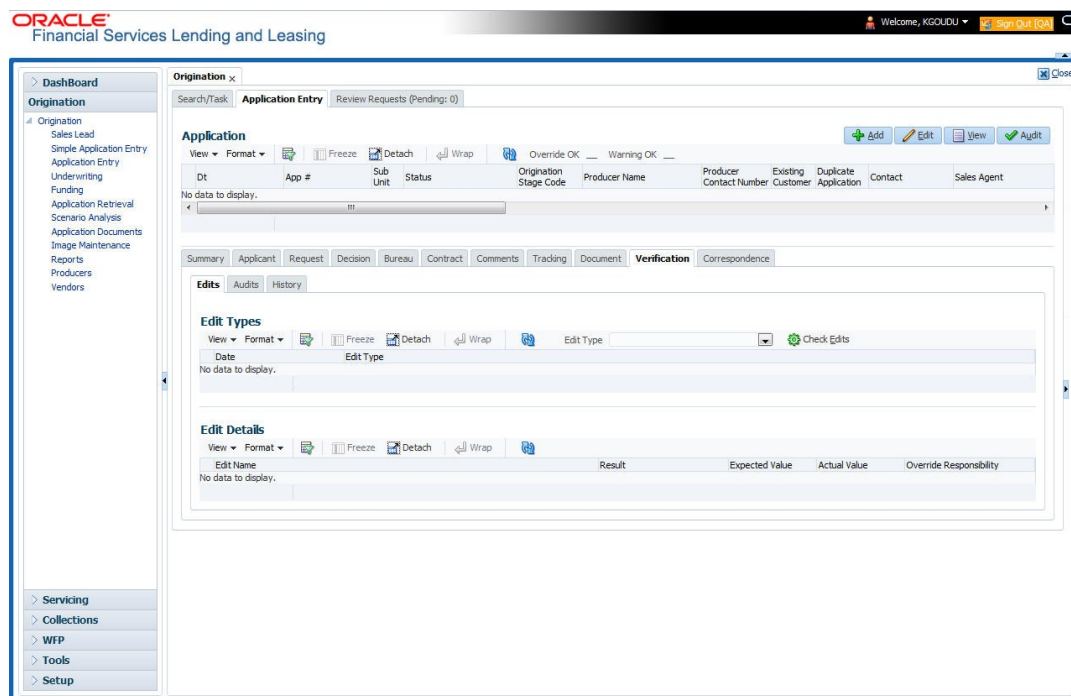 ORACLE
Financial Services Lending and Leasing
Welcome, KGOUDU
Sign Out [QA]
DashBoard
Origination
Origination
Sales Lead
Simple Application Entry
Application Entry
Underwriting
Funding
Application Retrieval
Scenario Analysis
Application Documents
Image Maintenance
Reports
Producers
Vendors
Servicing
Collections
WFP
Tools
Setup
Origination x
Close
Search/Task Application Entry Review Requests (Pending: 0)
Application
Add Edit View Audit
View Format Freeze Detach Wrap Override OK __ Warning OK __
Dt App # Sub Unit Status Origination Stage Code Producer Name Producer Contact Number Existing Customer Duplicate Application Contact Sales Agent
No data to display.
Summary Applicant Request Decision Bureau Contract Comments Tracking Document Verification Correspondence
Edits Audits History
Edit Types
View Format Freeze Detach Wrap Edit Type Check Edits
Date Edit Type
No data to display.
Edit Details
View Format Freeze Detach Wrap
Edit Name Result Expected Value Actual Value Override Responsibility
No data to display.